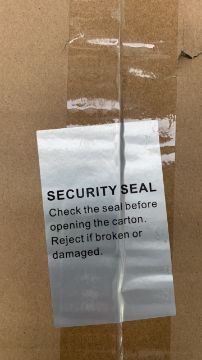 SECURITY SEAL
Check the seal before
opening the carton.
Reject if broken or
damaged.